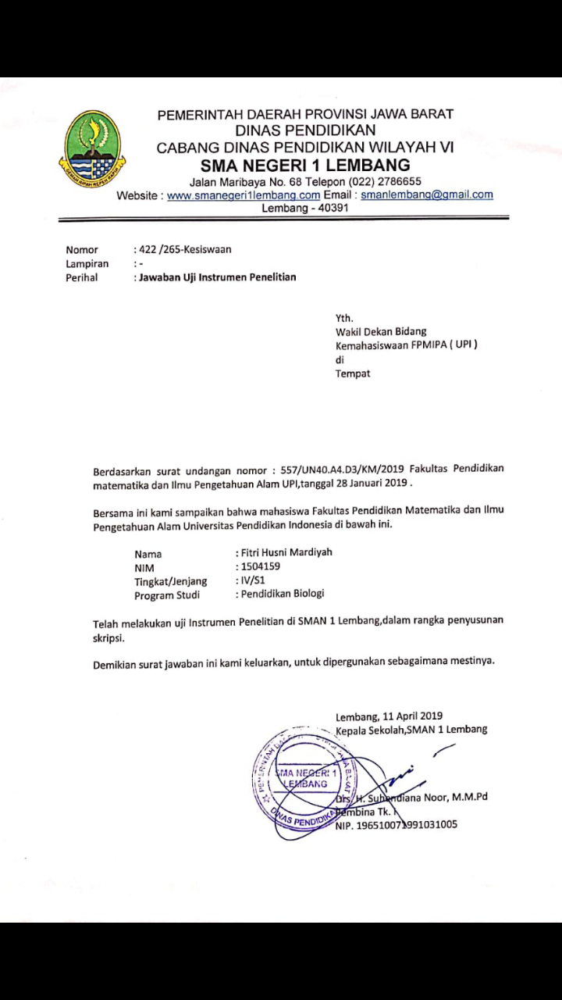 PEMERINTAH DAERAH PROVINSI JAWA BARAT
DINAS PENDIDIKAN
CABANG DINAS PENDIDIKAN WILAYAH VI
SMA NEGERI 1 LEMBANG
Jalan Maribaya No. 68 Telepon (022) 2786655
Website : www.smanegeri1lembang.com Email : smanlembang@gmail.com
Lembang - 40391
GEMAH RIPAH REPEH RAPIH
Nomor : 422 /265-Kesiswaan
Lampiran : -
Perihal : Jawaban Uji Instrumen Penelitian
Yth.
Wakil Dekan Bidang
Kemahasiswaan FPMIPA ( UPI )
di
Tempat
Berdasarkan surat undangan nomor : 557/UN40.A4.D3/KM/2019 Fakultas Pendidikan
matematika dan Ilmu Pengetahuan Alam UPI,tanggal 28 Januari 2019 .
Bersama ini kami sampaikan bahwa mahasiswa Fakultas Pendidikan Matematika dan Ilmu
Pengetahuan Alam Universitas Pendidikan Indonesia di bawah ini.
Nama : Fitri Husni Mardiyah
NIM : 1504159
Tingkat/Jenjang : IV/S1
Program Studi : Pendidikan Biologi
Telah melakukan uji Instrumen Penelitian di SMAN 1 Lembang,dalam rangka penyusunan
skripsi.
Demikian surat jawaban ini kami keluarkan, untuk dipergunakan sebagaimana mestinya.
Lembang, 11 April 2019
Kepala Sekolah,SMAN 1 Lembang
SMA NEGERI 1
LEMBANG
DINAS PENDIDIKAN
Drs. H. Suhendiana Noor, M.M.Pd
Pembina Tk. I
NIP.